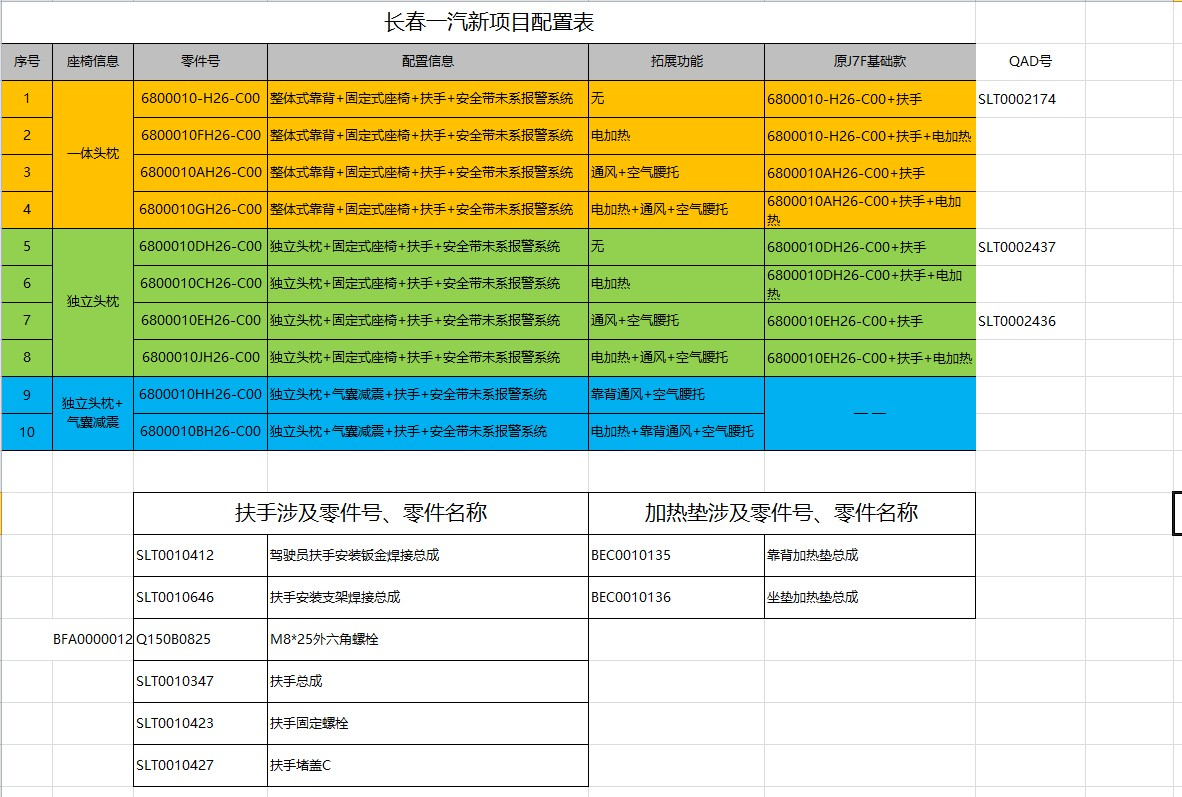 长春一汽新项目配置表
序号 座椅信息 零件号 配置信息 拓展功能 原J7F基础款 QAD号
1 一体头枕 6800010-H26-C00 整体式靠背+固定式座椅+扶手+安全带未系报警系统 无 6800010-H26-C00+扶手 SLT0002174
2 6800010FH26-C00 整体式靠背+固定式座椅+扶手+安全带未系报警系统 电加热 6800010-H26-C00+扶手+电加热
3 6800010AH26-C00 整体式靠背+固定式座椅+扶手+安全带未系报警系统 通风+空气腰托 6800010AH26-C00+扶手
4 6800010GH26-C00 整体式靠背+固定式座椅+扶手+安全带未系报警系统 电加热+通风+空气腰托 6800010AH26-C00+扶手+电加
热
5 独立头枕 6800010DH26-C00 独立头枕+固定式座椅+扶手+安全带未系报警系统 无 6800010DH26-C00+扶手 SLT0002437
6 6800010CH26-C00 独立头枕+固定式座椅+扶手+安全带未系报警系统 电加热 6800010DH26-C00+扶手+电加
热
7 6800010EH26-C00 独立头枕+固定式座椅+扶手+安全带未系报警系统 通风+空气腰托 6800010EH26-C00+扶手 SLT0002436
8 6800010JH26-C00 独立头枕+固定式座椅+扶手+安全带未系报警系统 电加热+通风+空气腰托 6800010EH26-C00+扶手+电加热
9 独立头枕+
气囊减震 6800010HH26-C00 独立头枕+气囊减震+扶手+安全带未系报警系统 靠背通风+空气腰托 — —
10 6800010BH26-C00 独立头枕+气囊减震+扶手+安全带未系报警系统 电加热+靠背通风+空气腰托
扶手涉及零件号、零件名称 加热垫涉及零件号、零件名称
SLT0010412 驾驶员扶手安装钣金焊接总成 BEC0010135 靠背加热垫总成
SLT0010646 扶手安装支架焊接总成 BEC0010136 坐垫加热垫总成
BFA0000012 Q150B0825 M8*25外六角螺栓
SLT0010347 扶手总成
SLT0010423 扶手固定螺栓
SLT0010427 扶手堵盖C